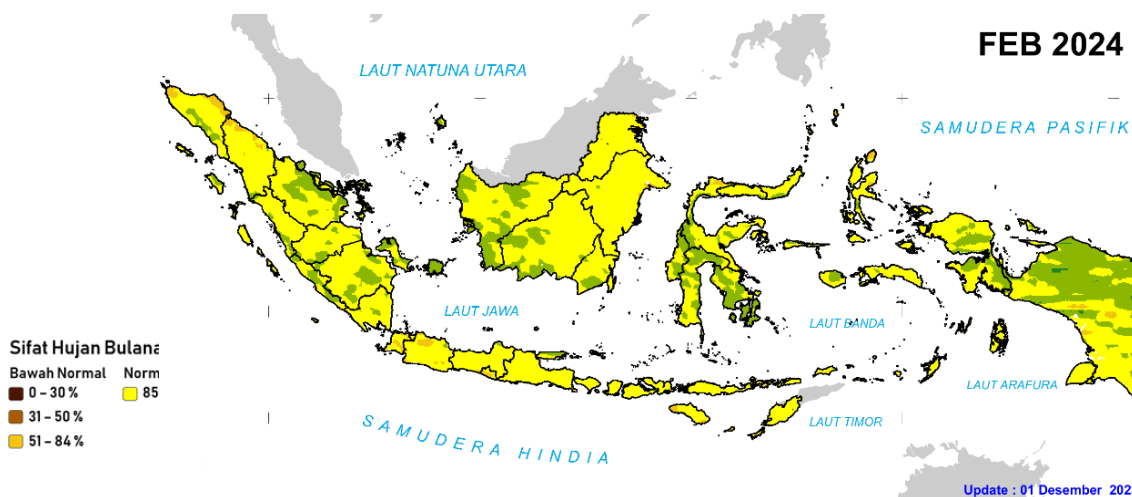 FEB 2024
LAUT NATUNA UTARA
SAMUDERA PASIFIK
LAUT JAWA
LAUT BANDA
LAUT ARAFURA
LAUT TIMOR
SAMUDERA HINDIA
Sifat Hujan Bulana
Bawah Normal Norm
0 – 30 % 85
31 – 50 %
51 – 84 %
Update : 01 Desember 202